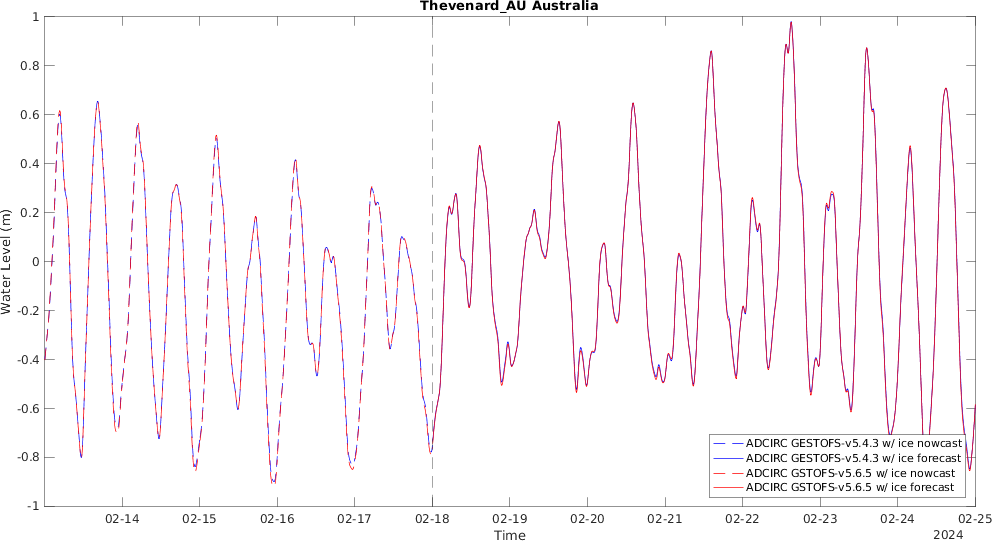 Thevenard_AU Australia
Water Level (m)
1
0.8
0.6
0.4
0.2
0
-0.2
-0.4
-0.6
-0.8
-1
ADCIRC GESTOFS-v5.4.3 w/ ice nowcast
ADCIRC GESTOFS-v5.4.3 w/ ice forecast
ADCIRC GSTOFS-v5.6.5 w/ ice nowcast
ADCIRC GSTOFS-v5.6.5 w/ ice forecast
02-14 02-15 02-16 02-17 02-18 02-19 02-20 02-21 02-22 02-23 02-24 02-25
Time
2024